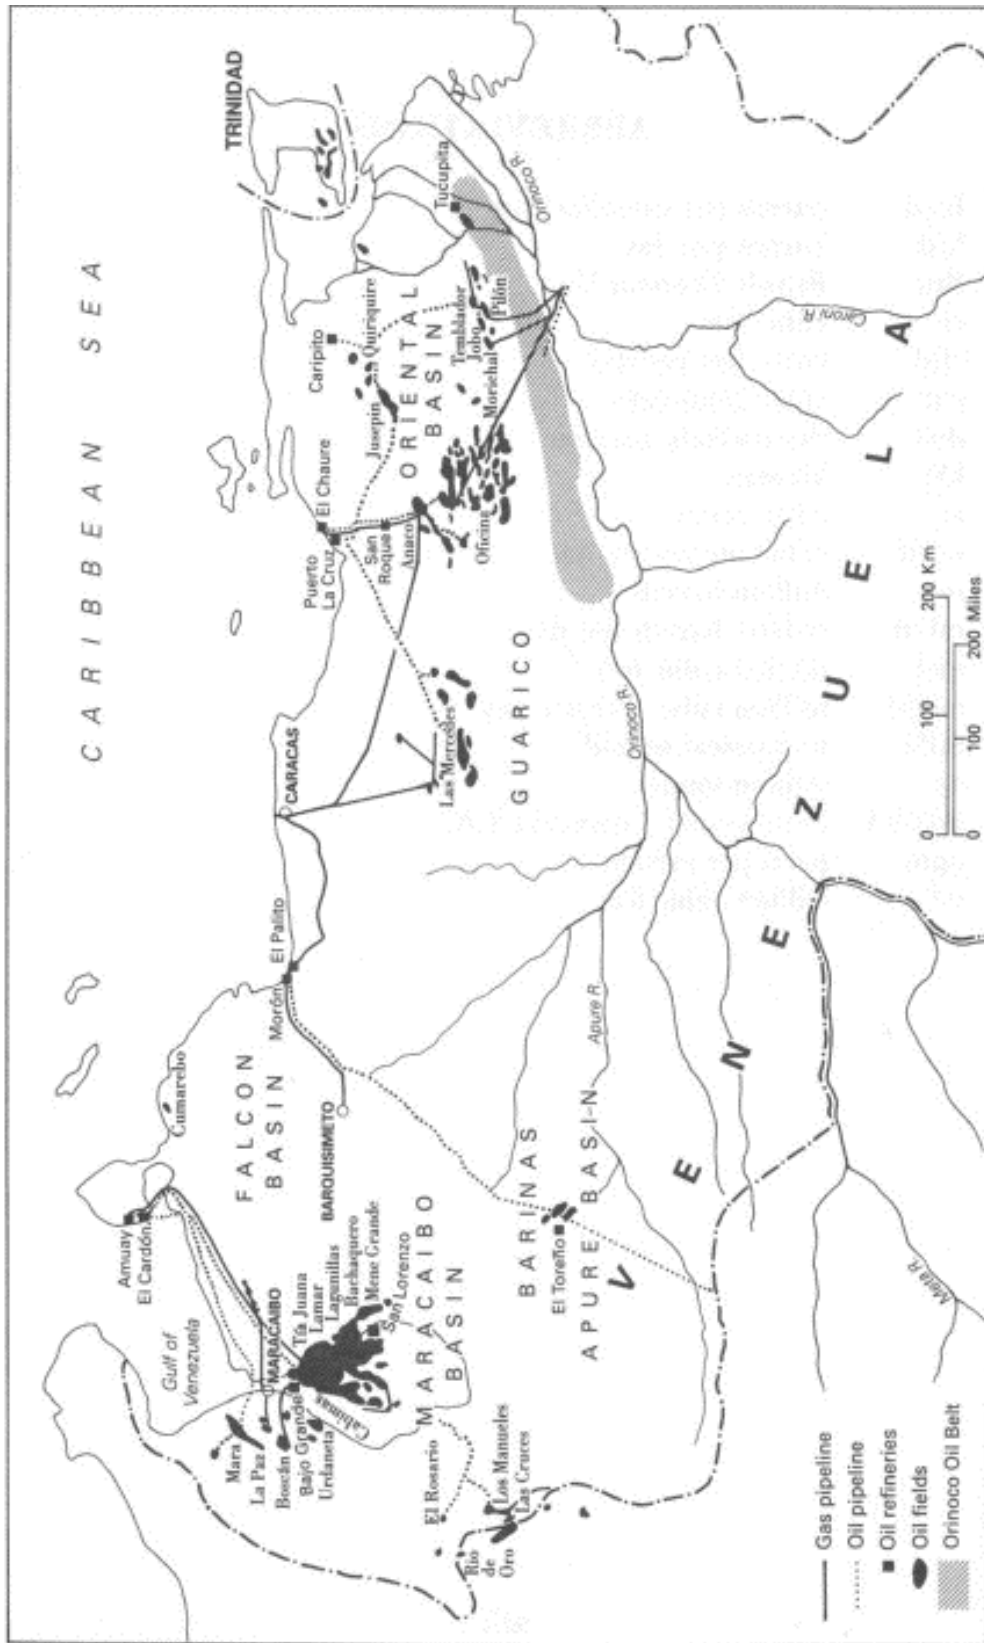 CARIBBEAN SEA
TRINIDAD
Amuay
El Cardón
Cumarebo
Gulf of
Venezuela
FALCON
BASIN
MARACAIBO
Mara
La Paz
Boscán
Bajo Grande
Urdaneta
Cabimas
Tía Juana
Lamar
Lagunillas
Bachaquero
Mene Grande
San Lorenzo
MARACAIBO
BASIN
BARQUISIMETO
Morón
El Palito
CARACAS
Puerto
La Cruz
El Chaure
San
Roque
Anaco
Caripito
Quiriquire
Jusepín
ORIENTAL
BASIN
Temblador
Jobo
Pilón
Morichal
Oficina
Tucupita
Orinoco R.
Las Mercedes
GUARICO
El Rosario
Los Manueles
Las Cruces
Rio
de
Oro
BARINAS
APURE BASIN
El Toreño
Apure R.
Orinoco R.
Caroni R.
Meta R.
VENEZUELA
Gas pipeline
Oil pipeline
Oil refineries
Oil fields
Orinoco Oil Belt
0 100 200 Km
0 100 200 Miles